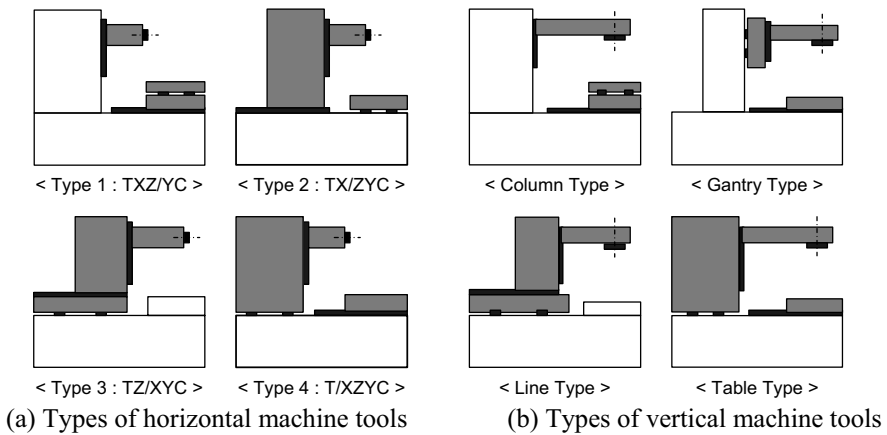 < Type 1 : TXZ/YC >
< Type 2 : TX/ZYC >
< Column Type >
< Gantry Type >
< Type 3 : TZ/XYC >
< Type 4 : T/XZYC >
< Line Type >
< Table Type >
(a) Types of horizontal machine tools
(b) Types of vertical machine tools